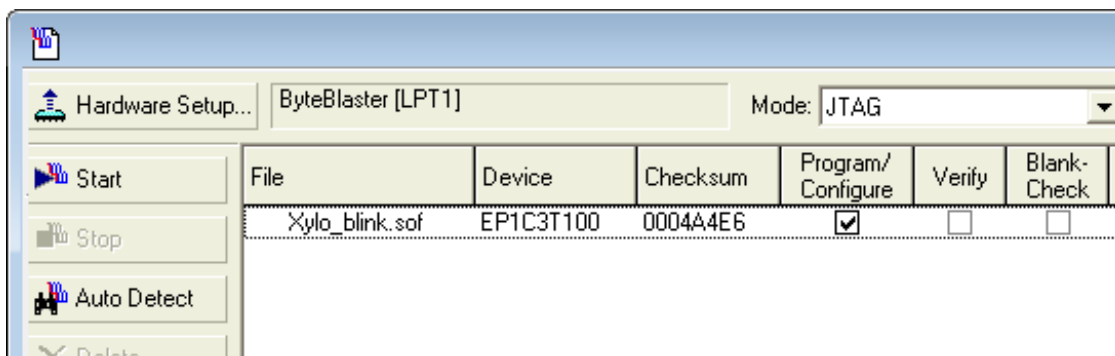 Hardware Setup... ByteBlaster [LPT1] Mode: JTAG
Start
File Device Checksum Program/ Configure Verify Blank- Check
Xylo_blink.sof EP1C3T100 0004A4E6
Stop
Auto Detect
Delete